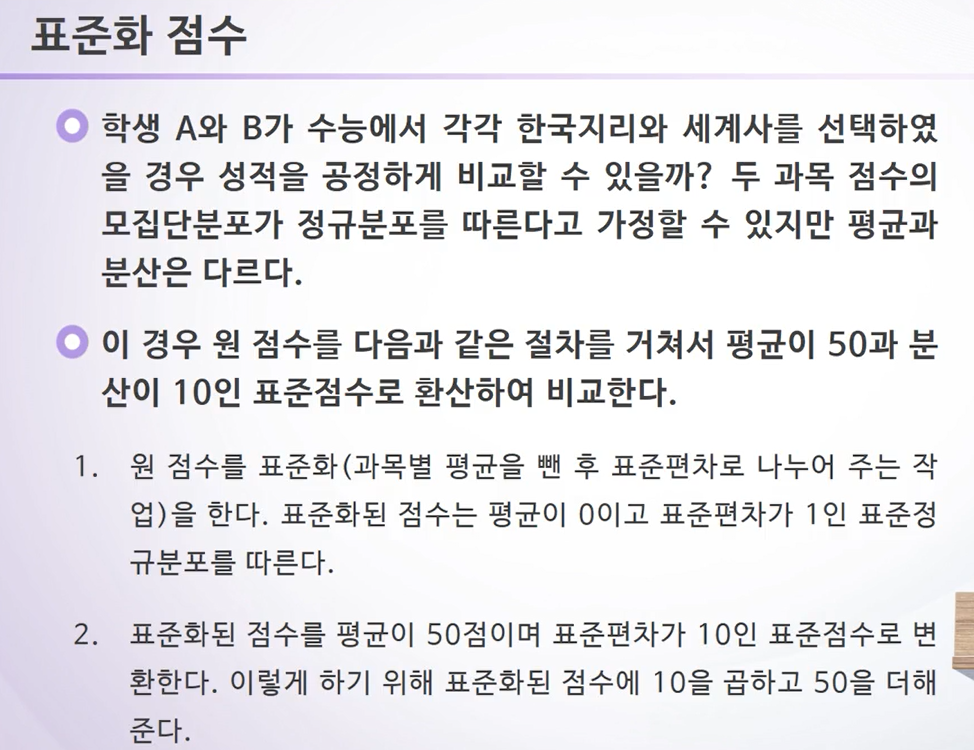 표준화 점수
학생 A와 B가 수능에서 각각 한국지리와 세계사를 선택하였
을 경우 성적을 공정하게 비교할 수 있을까? 두 과목 점수의
모집단분포가 정규분포를 따른다고 가정할 수 있지만 평균과
분산은 다르다.
이 경우 원 점수를 다음과 같은 절차를 거쳐서 평균이 50과 분
산이 10인 표준점수로 환산하여 비교한다.
1. 원 점수를 표준화(과목별 평균을 뺀 후 표준편차로 나누어 주는 작
업)을 한다. 표준화된 점수는 평균이 0이고 표준편차가 1인 표준정
규분포를 따른다.
2. 표준화된 점수를 평균이 50점이며 표준편차가 10인 표준점수로 변
환한다. 이렇게 하기 위해 표준화된 점수에 10을 곱하고 50을 더해
준다.